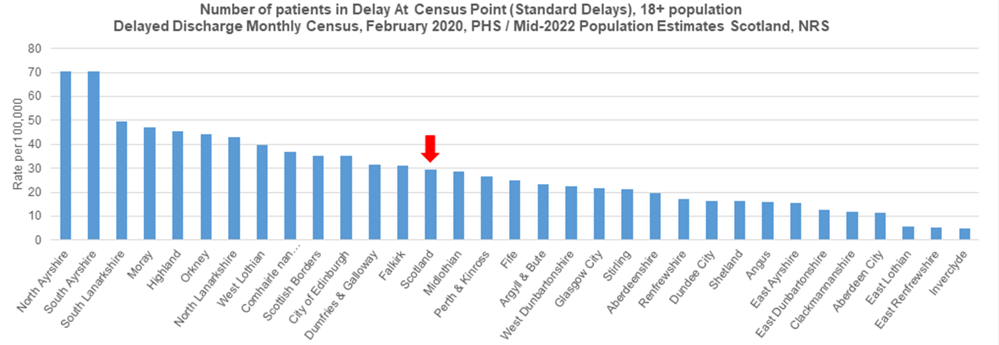 Number of patients in Delay At Census Point (Standard Delays), 18+ population
Delayed Discharge Monthly Census, February 2020, PHS / Mid-2022 Population Estimates Scotland, NRS
80
70
60
50
40
30
20
10
0
Rate per100,000
North Ayrshire
South Ayrshire
South Lanarkshire
Moray
Highland
Orkney
North Lanarkshire
West Lothian
Comhairle nan…
Scottish Borders
City of Edinburgh
Dumfries & Galloway
Falkirk
Scotland
Midlothian
Perth & Kinross
Fife
Argyll & Bute
West Dunbartonshire
Glasgow City
Stirling
Aberdeenshire
Renfrewshire
Dundee City
Shetland
Angus
East Ayrshire
East Dunbartonshire
Clackmannanshire
Aberdeen City
East Lothian
East Renfrewshire
Inverclyde